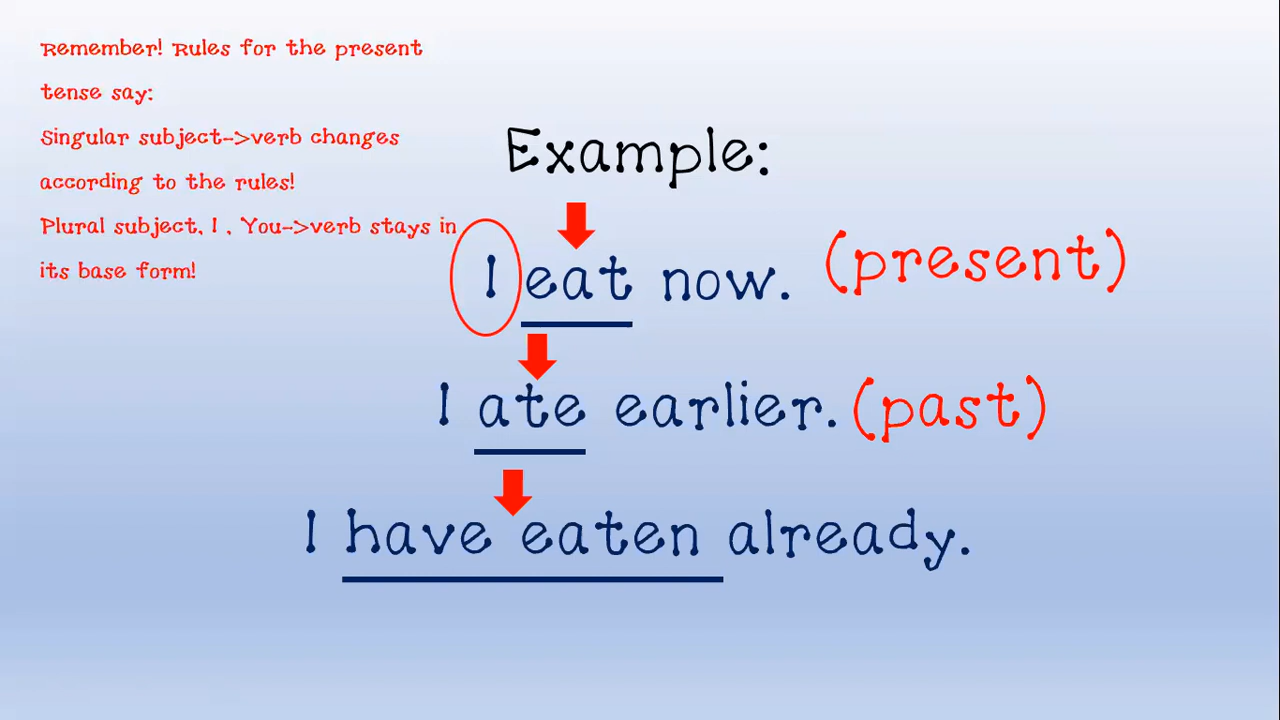 Remember! Rules for the present
tense say:
Singular subject->verb changes
according to the rules!
Plural subject, I , You->verb stays in
its base form!
Example:
I eat now. (present)
I ate earlier. (past)
I have eaten already.